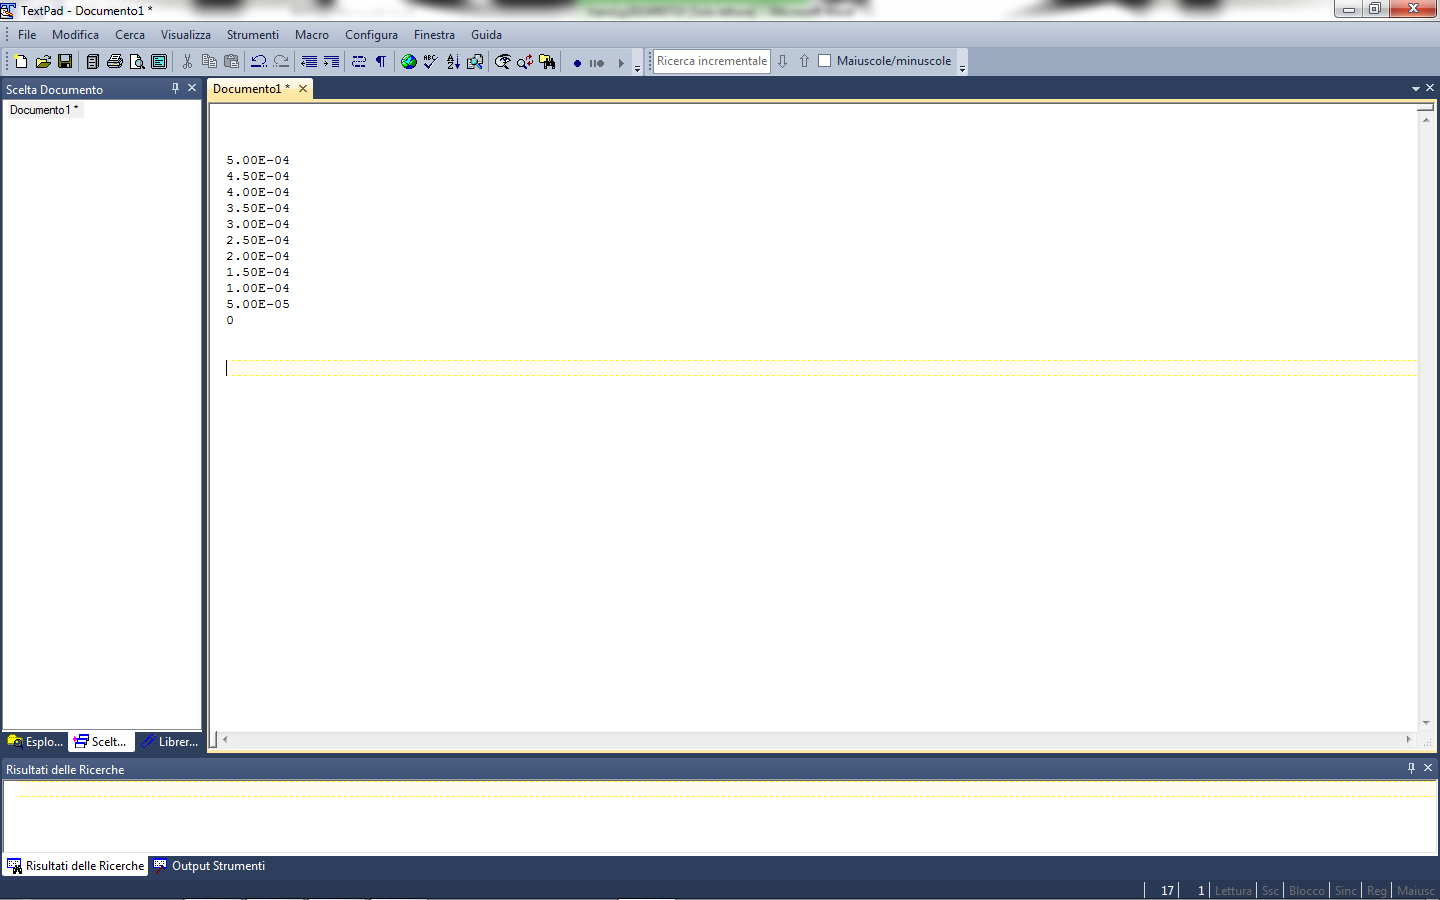 TextPad - Documento1 *
File Modifica Cerca Visualizza Strumenti Macro Configura Finestra Guida
Ricerca incrementale Maiuscole/minuscole
Scelta Documento
Documento1 *
Documento1 *
5.00E-04
4.50E-04
4.00E-04
3.50E-04
3.00E-04
2.50E-04
2.00E-04
1.50E-04
1.00E-04
5.00E-05
0
Esplo... Scelt... Librer...
Risultati delle Ricerche
Risultati delle Ricerche Output Strumenti
17 1 Lettura Ssc Blocco Sinc Reg Maiusc